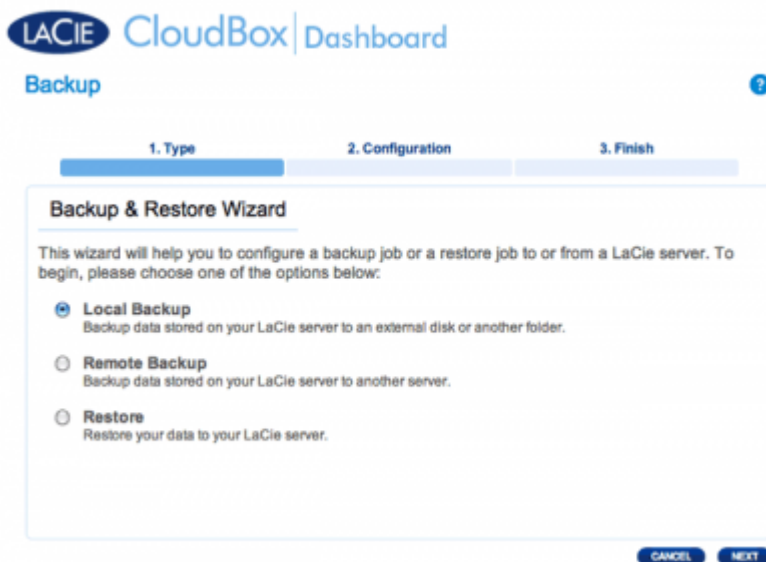 LACIE CloudBox Dashboard
Backup
?
1. Type 2. Configuration 3. Finish
Backup & Restore Wizard
This wizard will help you to configure a backup job or a restore job to or from a LaCie server. To
begin, please choose one of the options below:
Local Backup
Backup data stored on your LaCie server to an external disk or another folder.
Remote Backup
Backup data stored on your LaCie server to another server.
Restore
Restore your data to your LaCie server.
CANCEL NEXT